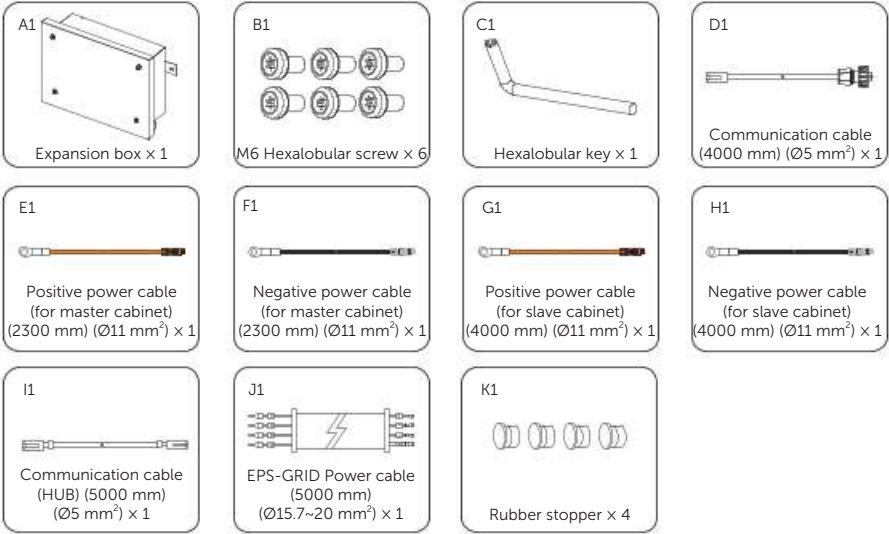 A1
Expansion box × 1
B1
M6 Hexalobular screw × 6
C1
Hexalobular key × 1
D1
Communication cable
(4000 mm) (Ø5 mm²) × 1
E1
Positive power cable
(for master cabinet)
(2300 mm) (Ø11 mm²) × 1
F1
Negative power cable
(for master cabinet)
(2300 mm) (Ø11 mm²) × 1
G1
Positive power cable
(for slave cabinet)
(4000 mm) (Ø11 mm²) × 1
H1
Negative power cable
(for slave cabinet)
(4000 mm) (Ø11 mm²) × 1
I1
Communication cable
(HUB) (5000 mm)
(Ø5 mm²) × 1
J1
EPS-GRID Power cable
(5000 mm)
(Ø15.7~20 mm²) × 1
K1
Rubber stopper × 4